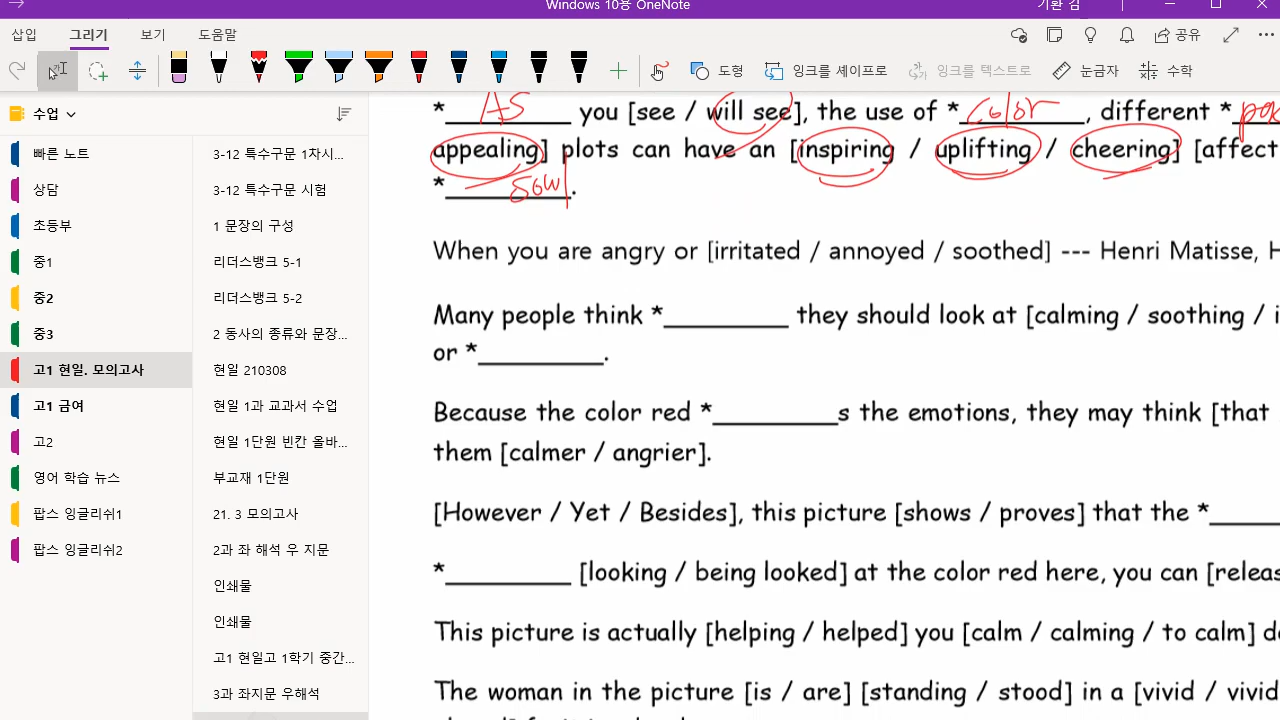 Windows 10용 OneNote
기환 김
삽입 그리기 보기 도움말
공유
도형 잉크를 셰이프로 잉크를 텍스트로 눈금자 수학
수업
빠른 노트
상담
초등부
중1
중2
중3
고1 현일. 모의고사
고1 금여
고2
영어 학습 뉴스
팝스 잉글리쉬1
팝스 잉글리쉬2
3-12 특수구문 1차시...
3-12 특수구문 시험
1 문장의 구성
리더스뱅크 5-1
리더스뱅크 5-2
2 동사의 종류와 문장...
현일 210308
현일 1과 교과서 수업
현일 1단원 빈칸 올바...
부교재 1단원
21. 3 모의고사
2과 좌 해석 우 지문
인쇄물
인쇄물
고1 현일고 1학기 중간...
3과 좌지문 우해석
*__________ As you [see / will see], the use of *__________ color, different *
appealing] plots can have an [inspiring / uplifting / cheering] [affect
*__________ soul.
When you are angry or [irritated / annoyed / soothed] --- Henri Matisse, H
Many people think *__________ they should look at [calming / soothing / i
or *__________.
Because the color red *__________s the emotions, they may think [that
them [calmer / angrier].
[However / Yet / Besides], this picture [shows / proves] that the *
*__________ [looking / being looked] at the color red here, you can [releas
This picture is actually [helping / helped] you [calm / calming / to calm] d
The woman in the picture [is / are] [standing / stood] in a [vivid / vivid